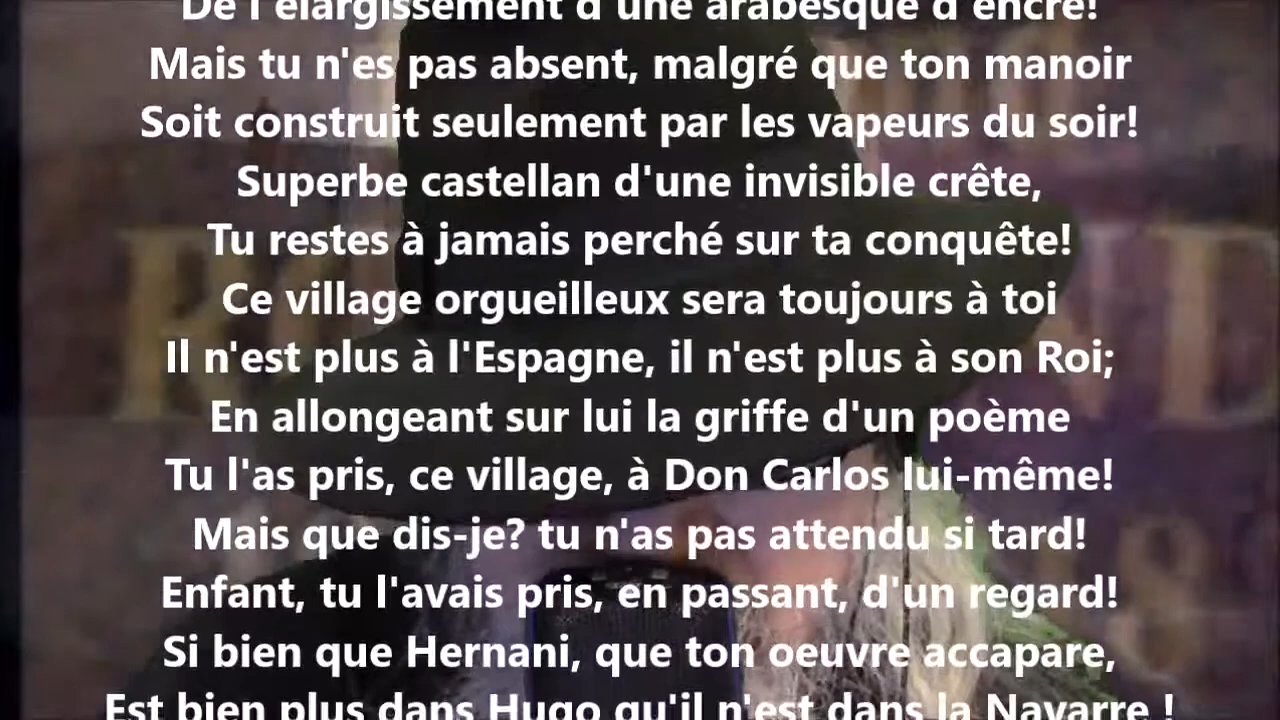 De l'élargissement d'une arabesque d'encre!
Mais tu n'es pas absent, malgré que ton manoir
Soit construit seulement par les vapeurs du soir!
Superbe castellan d'une invisible crête,
Tu restes à jamais perché sur ta conquête!
Ce village orgueilleux sera toujours à toi
Il n'est plus à l'Espagne, il n'est plus à son Roi;
En allongeant sur lui la griffe d'un poème
Tu l'as pris, ce village, à Don Carlos lui-même!
Mais que dis-je? tu n'as pas attendu si tard!
Enfant, tu l'avais pris, en passant, d'un regard!
Si bien que Hernani, que ton oeuvre accapare,
Est bien plus dans Hugo qu'il n'est dans la Navarre !